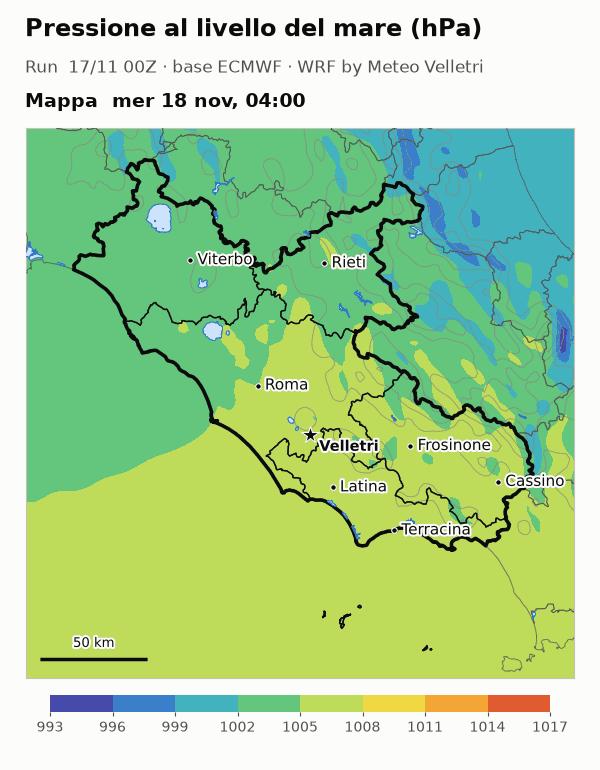 Pressione al livello del mare (hPa)
Run  17/11 00Z · base ECMWF · WRF by Meteo Velletri
Mappa  mer 18 nov, 04:00
Viterbo
Rieti
Roma
Velletri
Frosinone
Cassino
Latina
Terracina
50 km
993 996 999 1002 1005 1008 1011 1014 1017